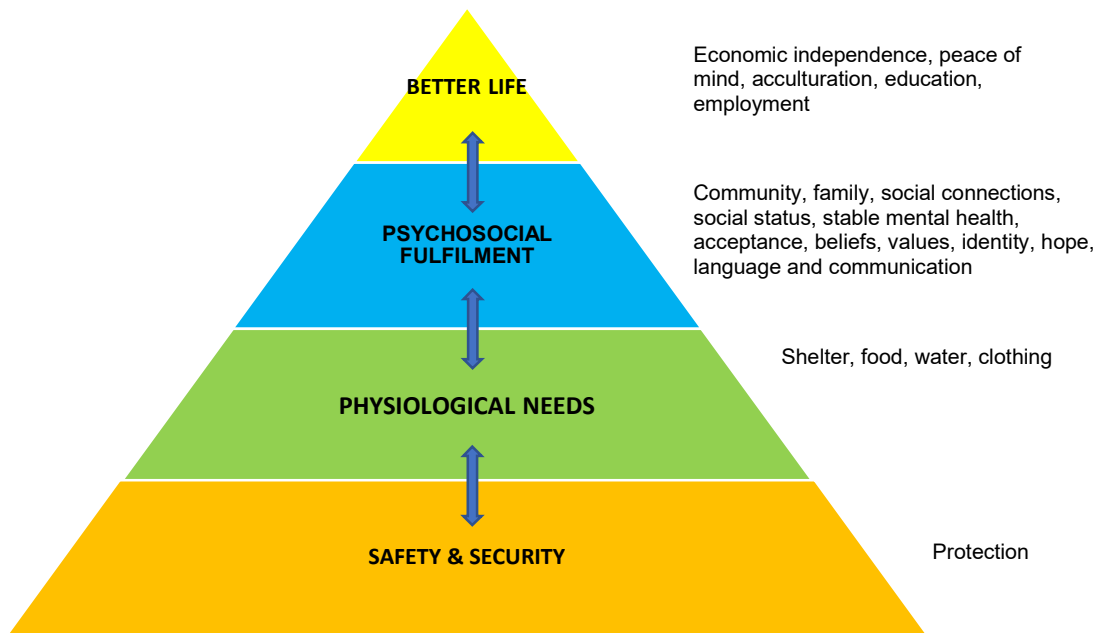 BETTER LIFE
Economic independence, peace of
mind, acculturation, education,
employment
PSYCHOSOCIAL
FULFILMENT
Community, family, social connections,
social status, stable mental health,
acceptance, beliefs, values, identity, hope,
language and communication
PHYSIOLOGICAL NEEDS
Shelter, food, water, clothing
SAFETY & SECURITY
Protection